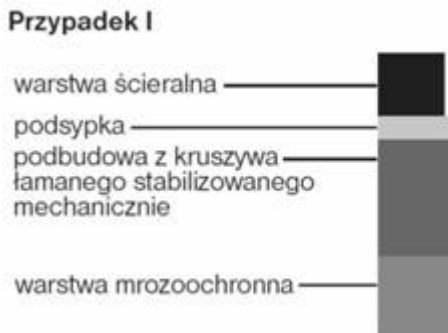 Przypadek I
warstwa ścieralna
podsypka
podbudowa z kruszywa
łamanego stabilizowanego
mechanicznie
warstwa mrozoochronna